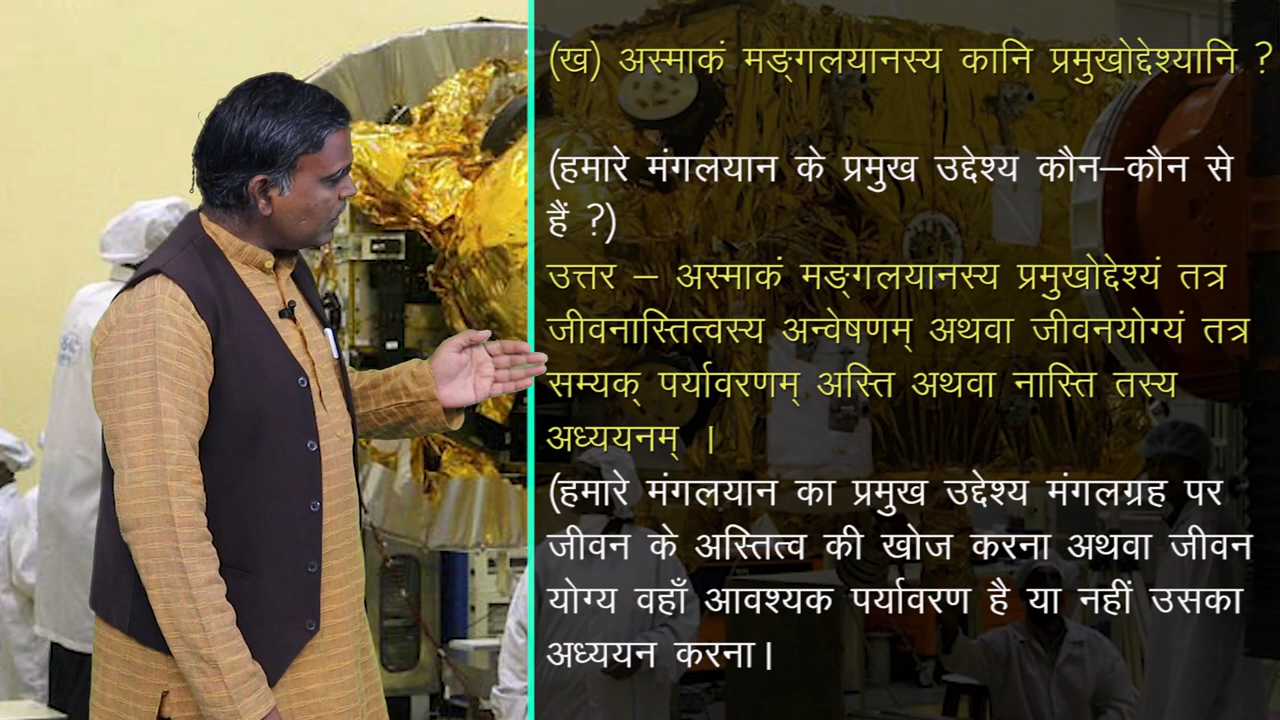 (ख) अस्माकं मङ्गलयानस्य कानि प्रमुखोद्देश्यानि ?
(हमारे मंगलयान के प्रमुख उद्देश्य कौन–कौन से
हैं ?)
उत्तर – अस्माकं मङ्गलयानस्य प्रमुखोद्देश्यं तत्र
जीवनास्तित्वस्य अन्वेषणम् अथवा जीवनयोग्यं तत्र
सम्यक् पर्यावरणम् अस्ति अथवा नास्ति तस्य
अध्ययनम् ।
(हमारे मंगलयान का प्रमुख उद्देश्य मंगलग्रह पर
जीवन के अस्तित्व की खोज करना अथवा जीवन
योग्य वहाँ आवश्यक पर्यावरण है या नहीं उसका
अध्ययन करना।